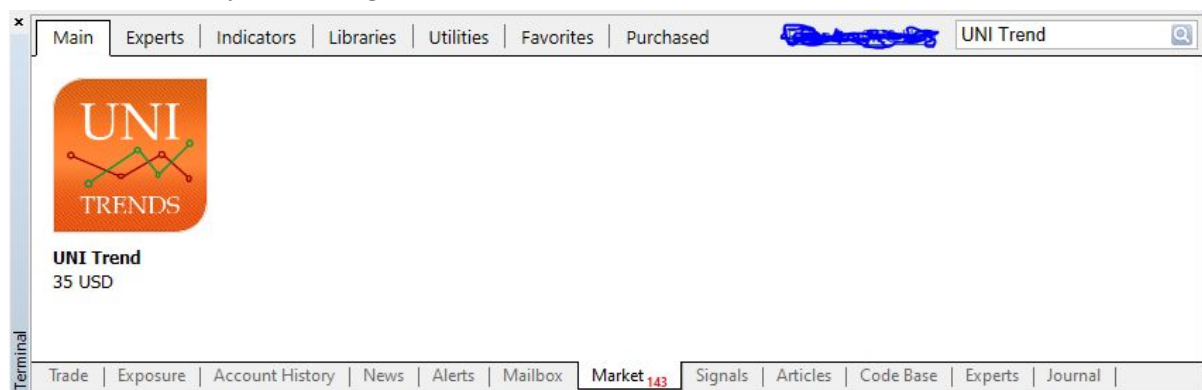 Main | Experts | Indicators | Libraries | Utilities | Favorites | Purchased UNI Trend
UNI
TRENDS
UNI Trend
35 USD
Terminal
Trade | Exposure | Account History | News | Alerts | Mailbox | Market 143 | Signals | Articles | Code Base | Experts | Journal |